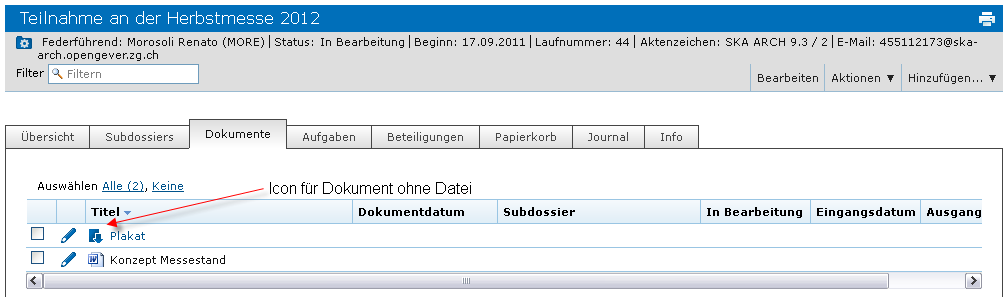 Teilnahme an der Herbstmesse 2012
Federführend: Morosoli Renato (MORE) | Status: In Bearbeitung | Beginn: 17.09.2011 | Laufnummer: 44 | Aktenzeichen: SKA ARCH 9.3 / 2 | E-Mail: 455112173@ska-
arch.opengever.zg.ch
Filter Filtern
Bearbeiten Aktionen ▼ Hinzufügen... ▼
Übersicht Subdossiers Dokumente Aufgaben Beteiligungen Papierkorb Journal Info
Auswählen Alle (2), Keine Icon für Dokument ohne Datei
Titel Dokumentdatum Subdossier In Bearbeitung Eingangsdatum Ausgang
Plakat
Konzept Messestand